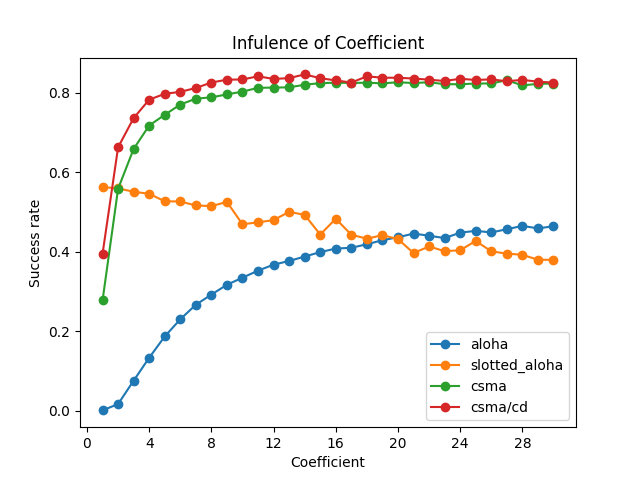 Infulence of Coefficient
Success rate
0.8
0.6
0.4
0.2
0.0
0
4
8
12
16
20
24
28
Coefficient
aloha
slotted_aloha
csma
csma/cd